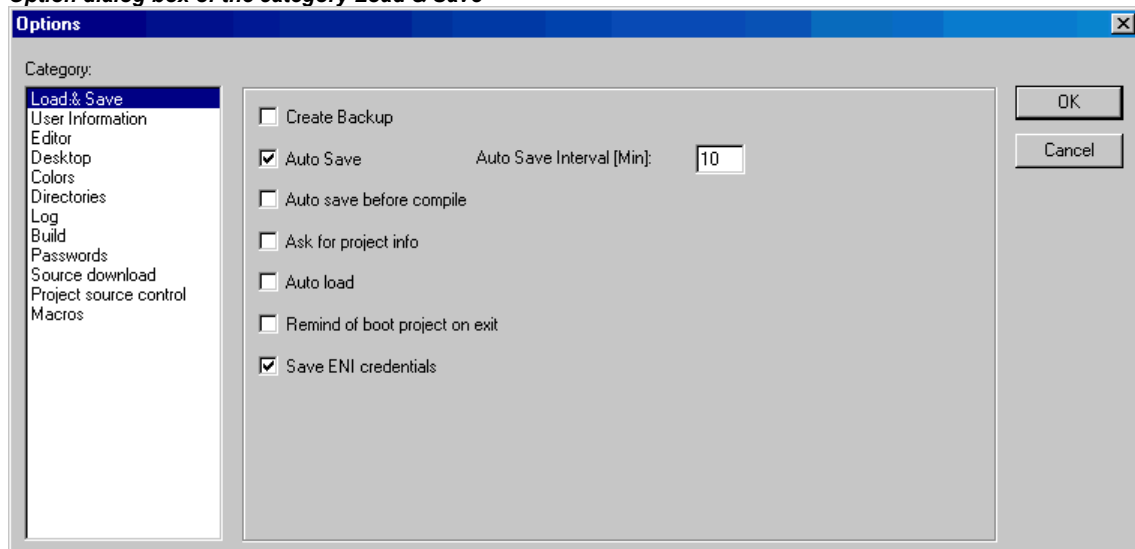 Option dialog box of the category Load & Save
Options
Category:
Load & Save
User Information
Editor
Desktop
Colors
Directories
Log
Build
Passwords
Source download
Project source control
Macros
Create Backup
Auto Save Auto Save Interval [Min]: 10
Auto save before compile
Ask for project info
Auto load
Remind of boot project on exit
Save ENI credentials
OK
Cancel